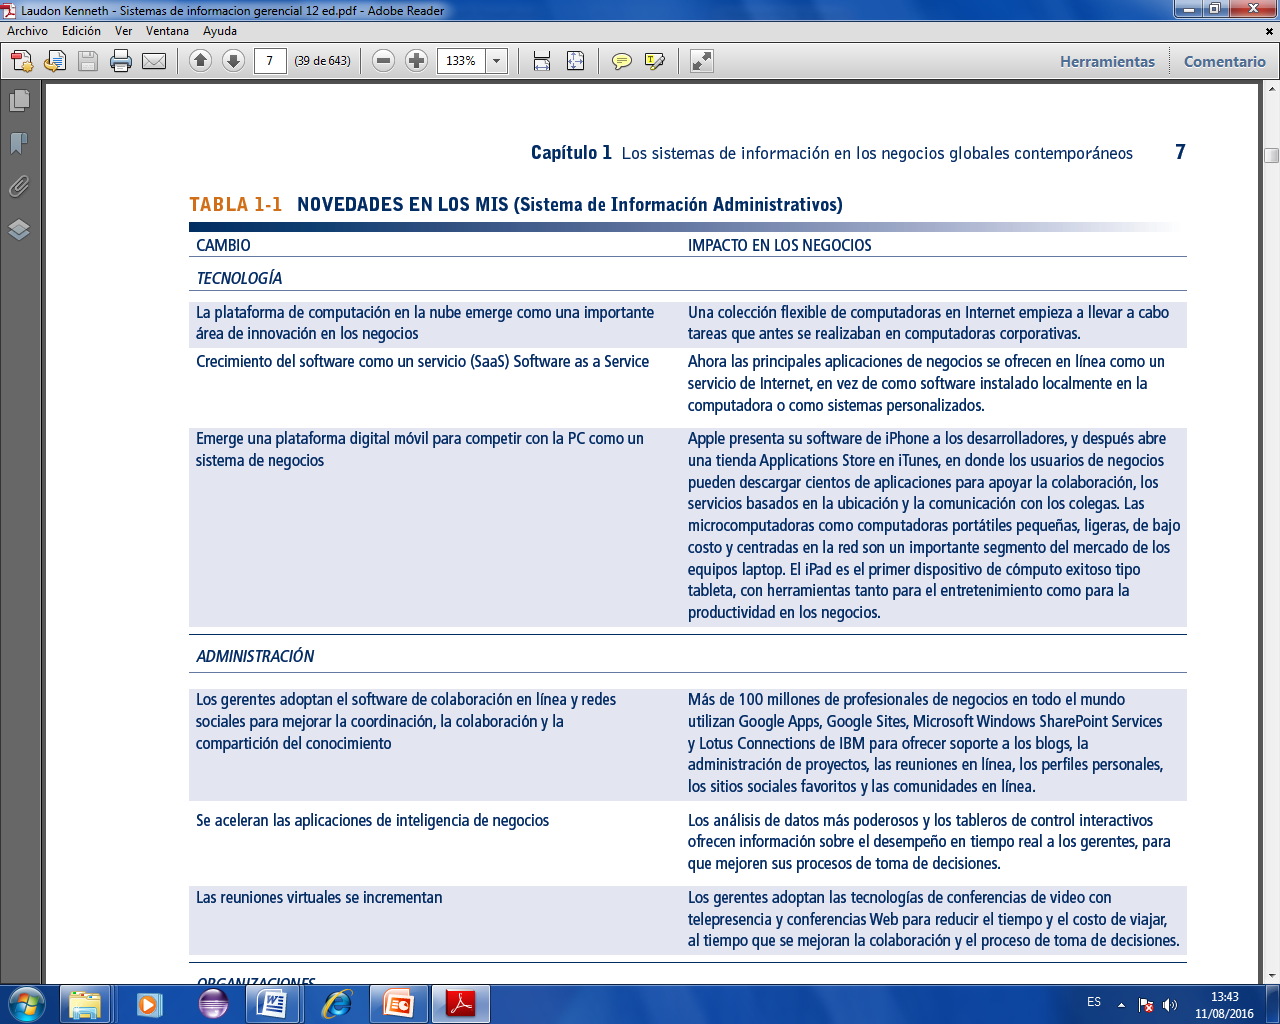 Laudon Kenneth - Sistemas de informacion gerencial 12 ed.pdf - Adobe Reader
Archivo Edición Ver Ventana Ayuda
7 (39 de 643) 133% Herramientas Comentario
Capítulo 1 Los sistemas de información en los negocios globales contemporáneos 7
TABLA 1-1 NOVEDADES EN LOS MIS (Sistema de Información Administrativos)
CAMBIO IMPACTO EN LOS NEGOCIOS
TECNOLOGÍA
La plataforma de computación en la nube emerge como una importante
área de innovación en los negocios
Una colección flexible de computadoras en Internet empieza a llevar a cabo
tareas que antes se realizaban en computadoras corporativas.
Crecimiento del software como un servicio (SaaS) Software as a Service
Ahora las principales aplicaciones de negocios se ofrecen en línea como un
servicio de Internet, en vez de como software instalado localmente en la
computadora o como sistemas personalizados.
Emerge una plataforma digital móvil para competir con la PC como un
sistema de negocios
Apple presenta su software de iPhone a los desarrolladores, y después abre
una tienda Applications Store en iTunes, en donde los usuarios de negocios
pueden descargar cientos de aplicaciones para apoyar la colaboración, los
servicios basados en la ubicación y la comunicación con los colegas. Las
microcomputadoras como computadoras portátiles pequeñas, ligeras, de bajo
costo y centradas en la red son un importante segmento del mercado de los
equipos laptop. El iPad es el primer dispositivo de cómputo exitoso tipo
tableta, con herramientas tanto para el entretenimiento como para la
productividad en los negocios.
ADMINISTRACIÓN
Los gerentes adoptan el software de colaboración en línea y redes
sociales para mejorar la coordinación, la colaboración y la
compartición del conocimiento
Más de 100 millones de profesionales de negocios en todo el mundo
utilizan Google Apps, Google Sites, Microsoft Windows SharePoint Services
y Lotus Connections de IBM para ofrecer soporte a los blogs, la
administración de proyectos, las reuniones en línea, los perfiles personales,
los sitios sociales favoritos y las comunidades en línea.
Se aceleran las aplicaciones de inteligencia de negocios
Los análisis de datos más poderosos y los tableros de control interactivos
ofrecen información sobre el desempeño en tiempo real a los gerentes, para
que mejoren sus procesos de toma de decisiones.
Las reuniones virtuales se incrementan
Los gerentes adoptan las tecnologías de conferencias de video con
telepresencia y conferencias Web para reducir el tiempo y el costo de viajar,
al tiempo que se mejoran la colaboración y el proceso de toma de decisiones.
ORGANIZACIONES
ES 13:43
11/08/2016